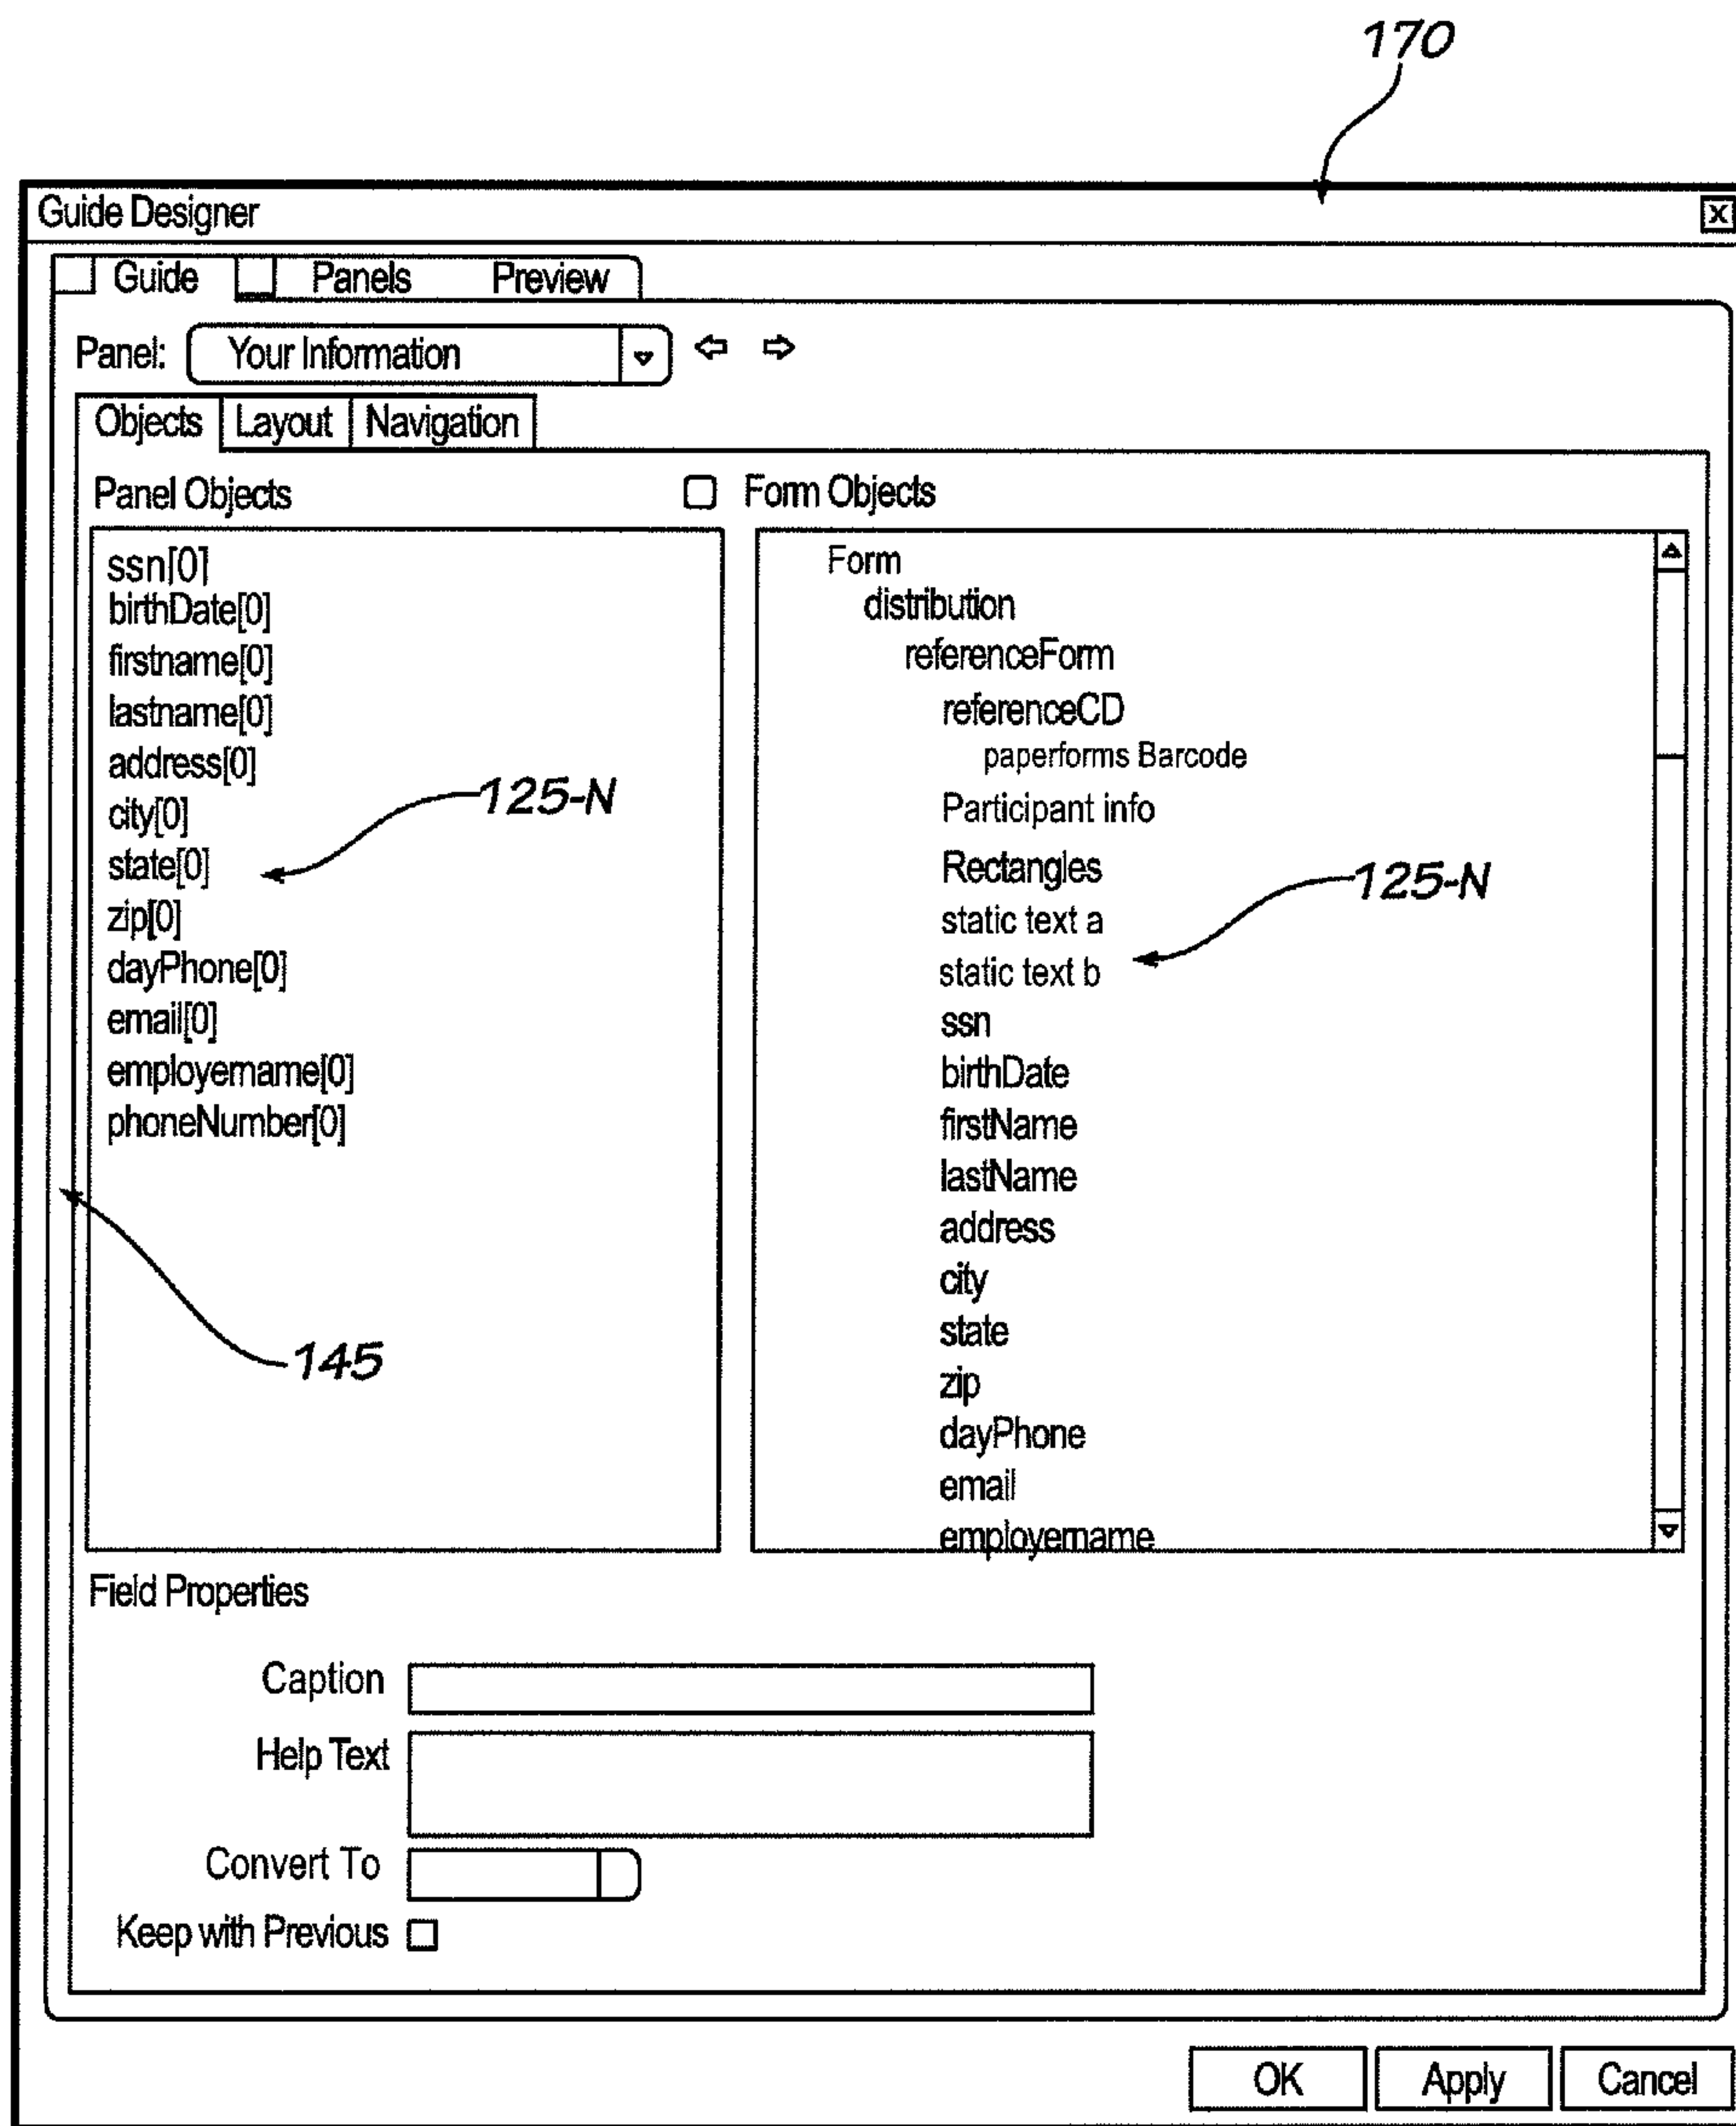 170
Guide Designer
Guide Panels Preview
Panel: Your Information
Objects Layout Navigation
Panel Objects Form Objects
ssn[0]
birthDate[0]
firstname[0]
lastname[0]
address[0]
city[0]
state[0]
zip[0]
dayPhone[0]
email[0]
employername[0]
phoneNumber[0]
125-N
145
Form
distribution
referenceForm
referenceCD
paperforms Barcode
Participant info
Rectangles
static text a
static text b
ssn
birthDate
firstName
lastName
address
city
state
zip
dayPhone
email
employername
125-N
Field Properties
Caption
Help Text
Convert To
Keep with Previous
OK Apply Cancel